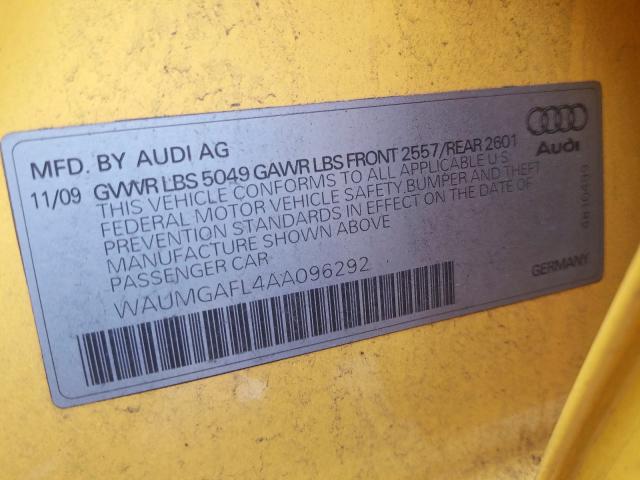 MFD. BY AUDI AG
11/09 GVWR LBS 5049 GAWR LBS FRONT 2557/REAR 2601
THIS VEHICLE CONFORMS TO ALL APPLICABLE U.S.
FEDERAL MOTOR VEHICLE SAFETY, BUMPER AND THEFT
PREVENTION STANDARDS IN EFFECT ON THE DATE OF
MANUFACTURE SHOWN ABOVE
PASSENGER CAR
WAUMGAFL4AA096292
Audi
GERMANY